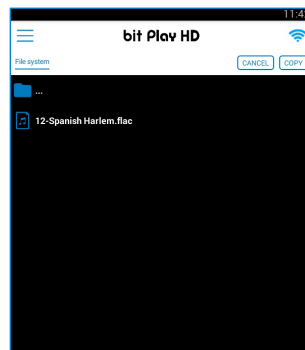 11:4
bit Play HD
File system
CANCEL
COPY
...
12-Spanish Harlem.flac